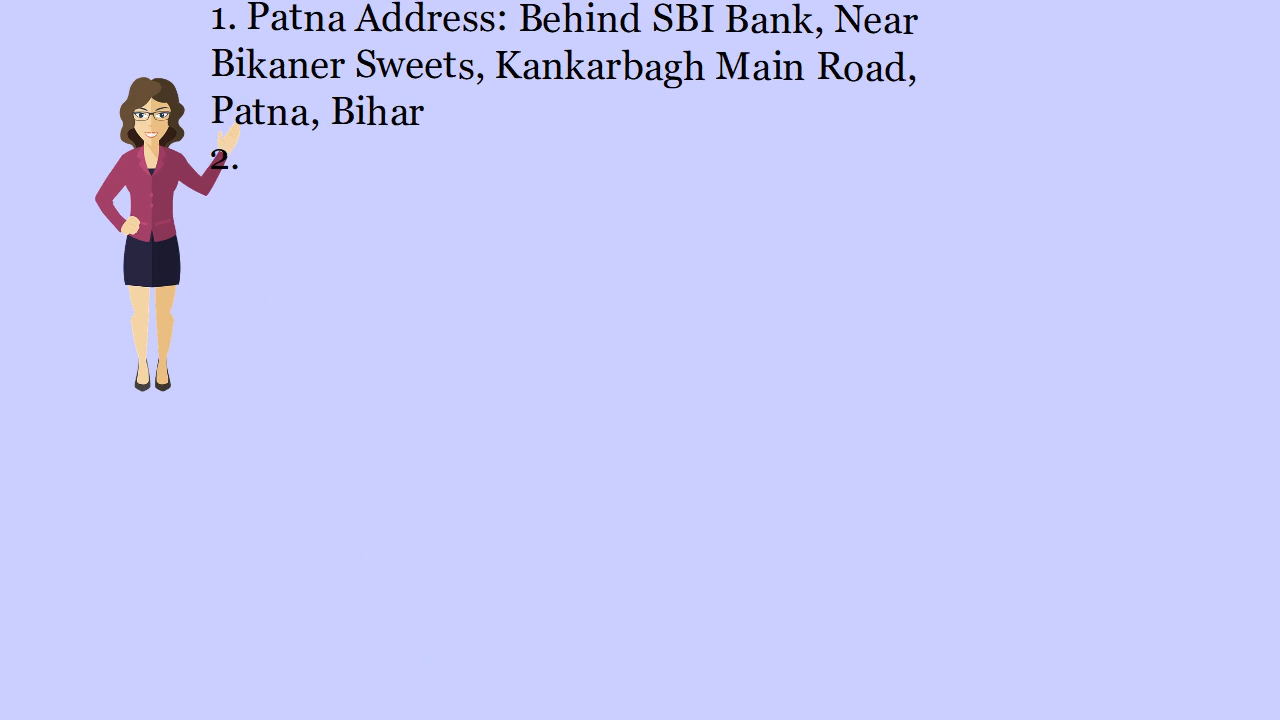 1. Patna Address: Behind SBI Bank, Near
Bikaner Sweets, Kankarbagh Main Road,
Patna, Bihar
2.